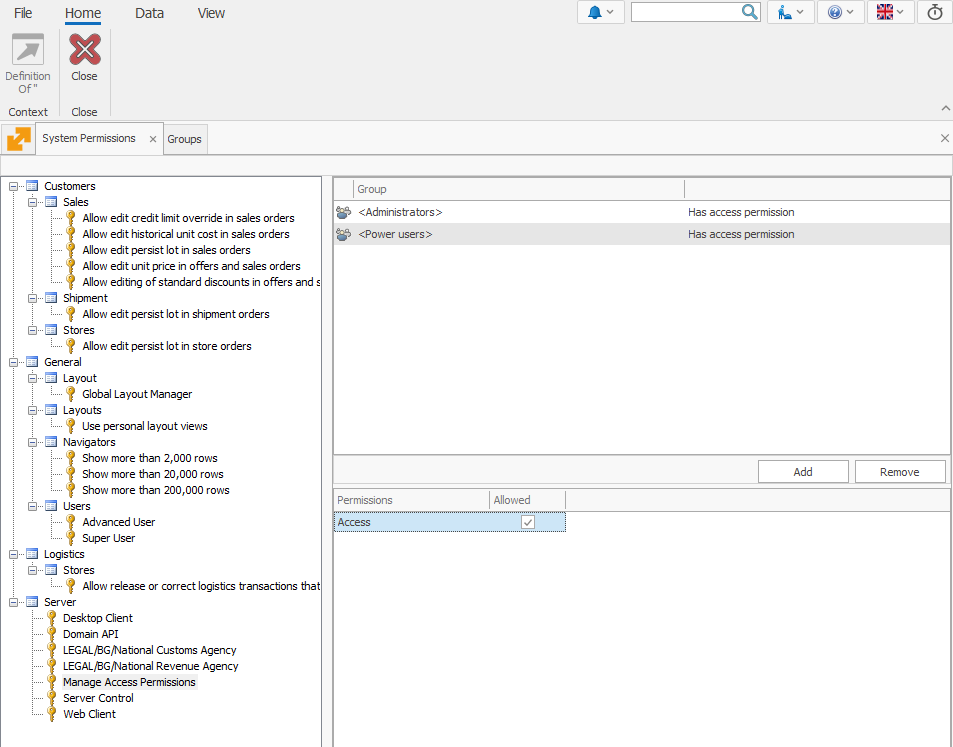 File Home Data View
Definition
Of "
Close
Context Close
System Permissions Groups
Customers
Sales
Allow edit credit limit override in sales orders
Allow edit historical unit cost in sales orders
Allow edit persist lot in sales orders
Allow edit unit price in offers and sales orders
Allow editing of standard discounts in offers and s
Shipment
Allow edit persist lot in shipment orders
Stores
Allow edit persist lot in store orders
General
Layout
Global Layout Manager
Layouts
Use personal layout views
Navigators
Show more than 2,000 rows
Show more than 20,000 rows
Show more than 200,000 rows
Users
Advanced User
Super User
Logistics
Stores
Allow release or correct logistics transactions that
Server
Desktop Client
Domain API
LEGAL/BG/National Customs Agency
LEGAL/BG/National Revenue Agency
Manage Access Permissions
Server Control
Web Client
Group
<Administrators> Has access permission
<Power users> Has access permission
Add Remove
Permissions Allowed
Access